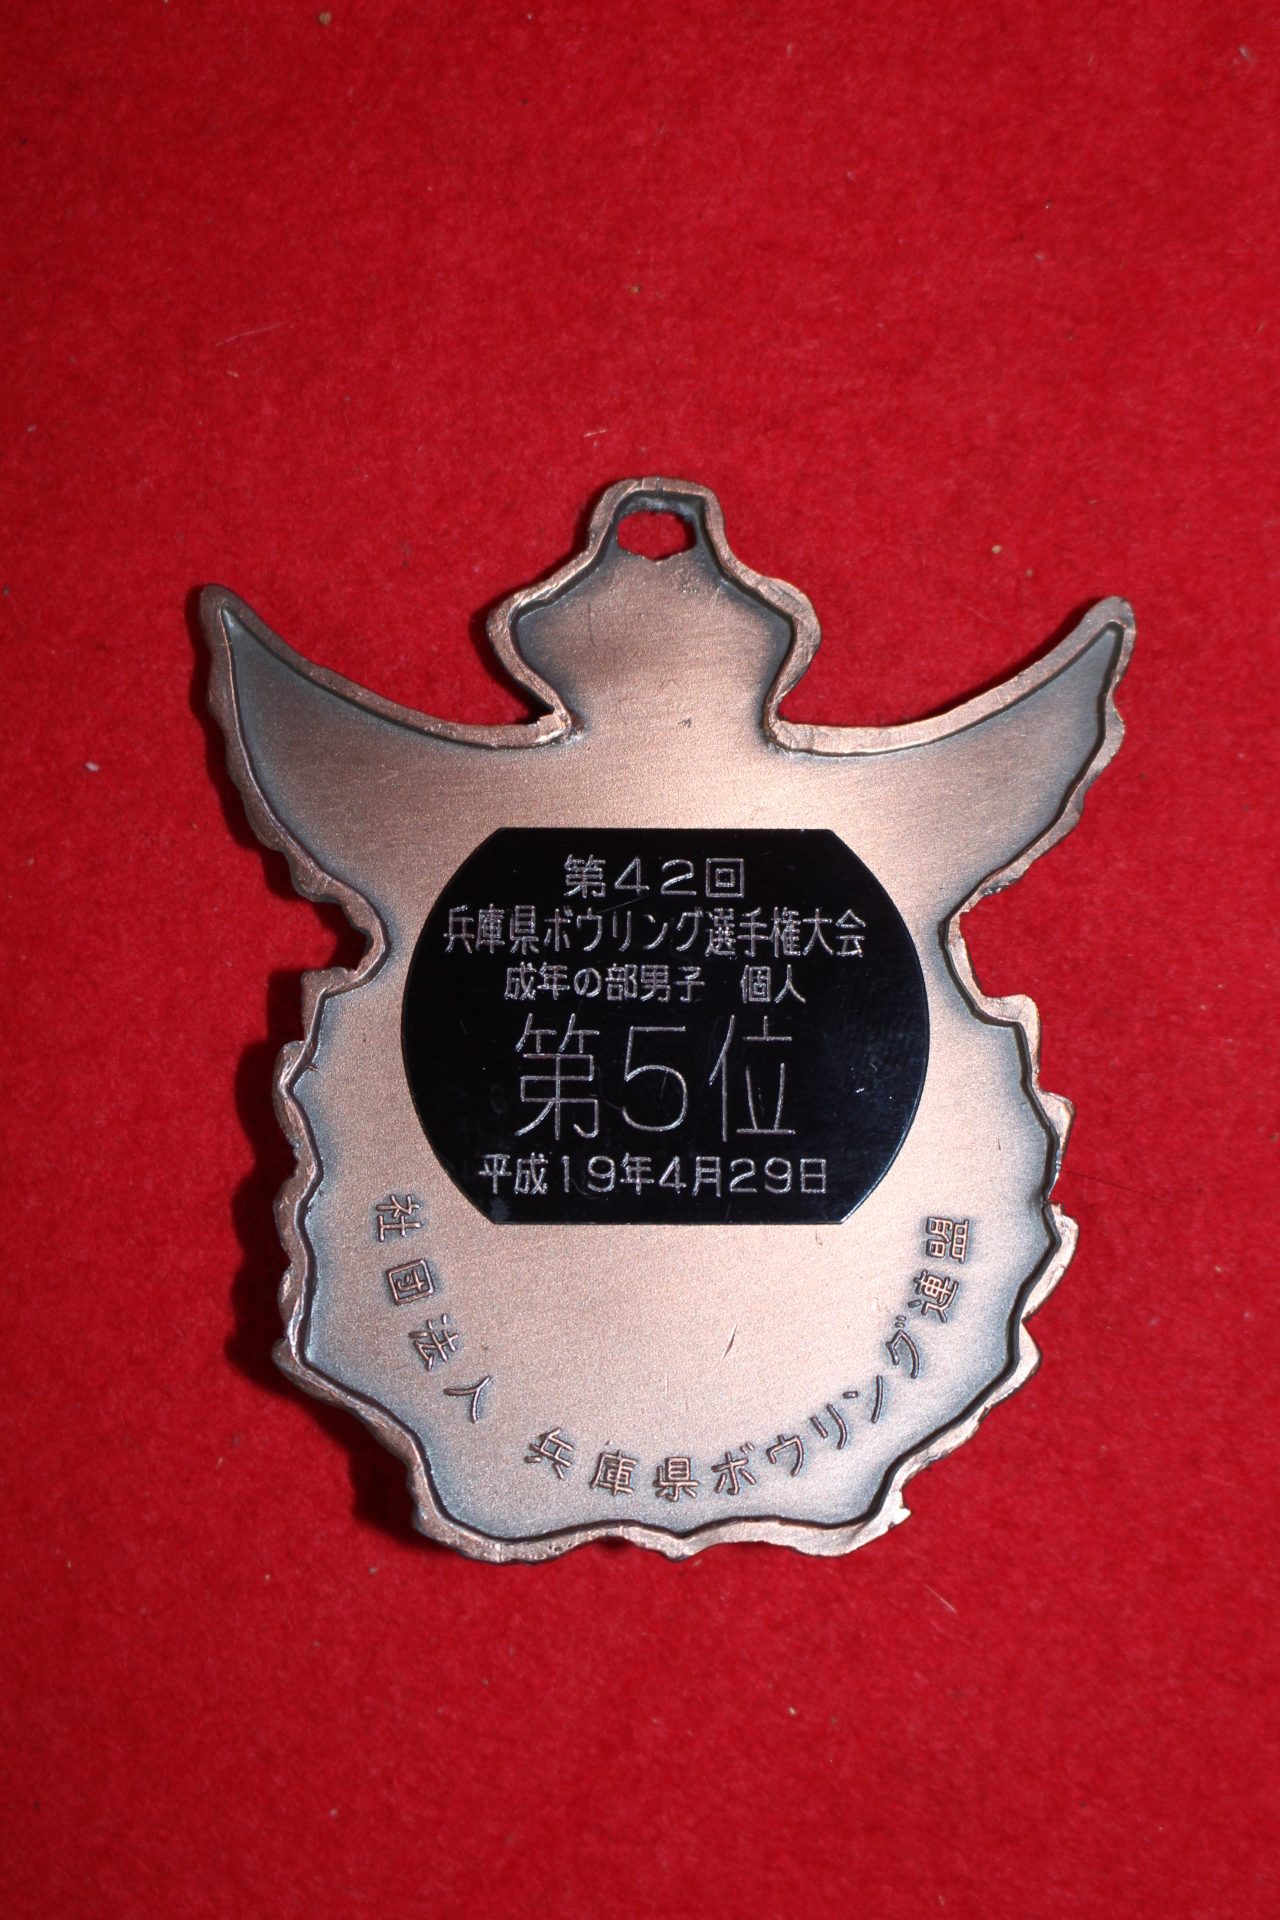 第４２回
兵庫県ボウリング選手権大会
成年の部男子　個人
第５位
平成１９年４月２９日
社団法人 兵庫県ボウリング連盟